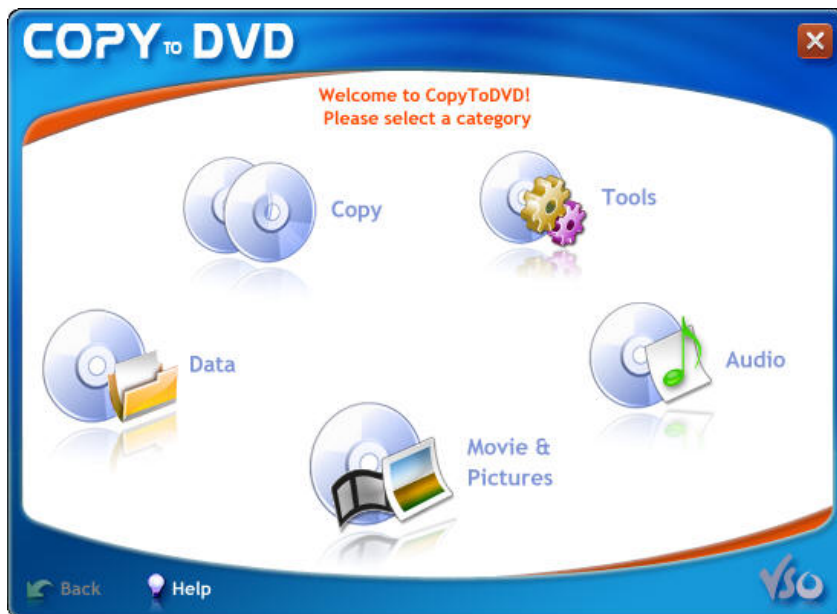 COPY TO DVD
Welcome to CopyToDVD!
Please select a category
Copy
Tools
Data
Audio
Movie &
Pictures
Back
Help
VSO